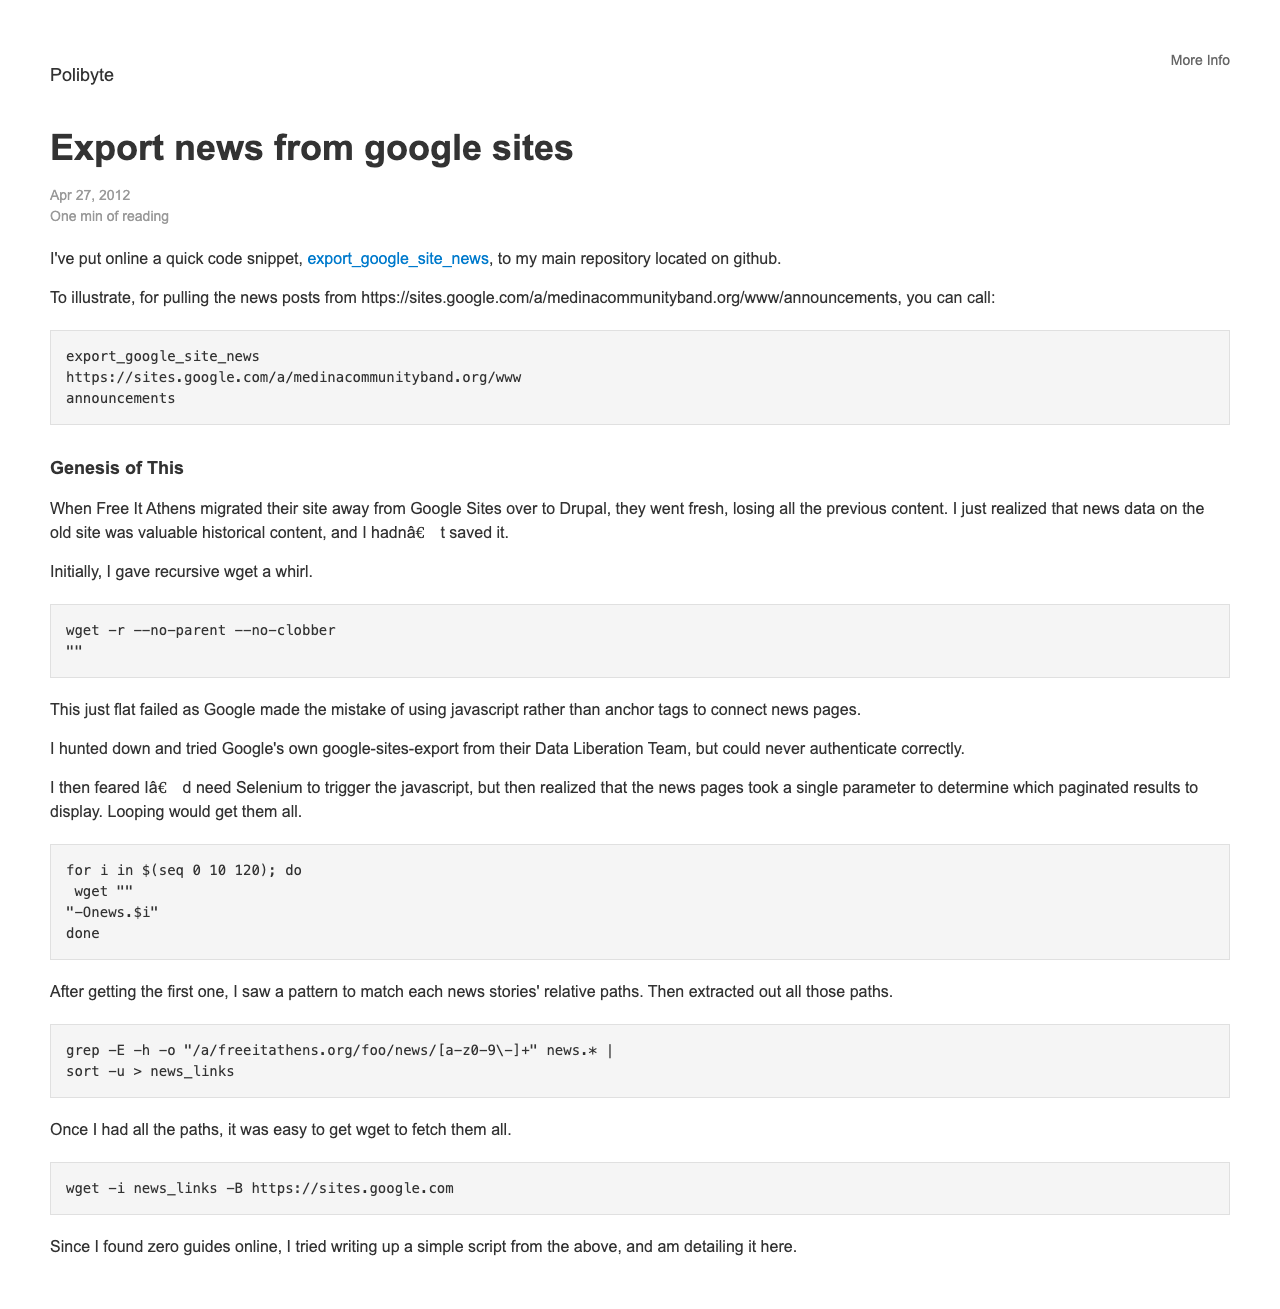 More Info
Polibyte
Export news from google sites
Apr 27, 2012
One min of reading
I've put online a quick code snippet, export_google_site_news, to my main repository located on github.
To illustrate, for pulling the news posts from https://sites.google.com/a/medinacommunityband.org/www/announcements, you can call:
export_google_site_news
https://sites.google.com/a/medinacommunityband.org/www
announcements
Genesis of This
When Free It Athens migrated their site away from Google Sites over to Drupal, they went fresh, losing all the previous content. I just realized that news data on the
old site was valuable historical content, and I hadnâ€ t saved it.
Initially, I gave recursive wget a whirl.
wget -r --no-parent --no-clobber
""
This just flat failed as Google made the mistake of using javascript rather than anchor tags to connect news pages.
I hunted down and tried Google's own google-sites-export from their Data Liberation Team, but could never authenticate correctly.
I then feared Iâ€ d need Selenium to trigger the javascript, but then realized that the news pages took a single parameter to determine which paginated results to
display. Looping would get them all.
for i in $(seq 0 10 120); do
 wget ""
"-Onews.$i"
done
After getting the first one, I saw a pattern to match each news stories' relative paths. Then extracted out all those paths.
grep -E -h -o "/a/freeitathens.org/foo/news/[a-z0-9\-]+" news.* |
sort -u > news_links
Once I had all the paths, it was easy to get wget to fetch them all.
wget -i news_links -B https://sites.google.com
Since I found zero guides online, I tried writing up a simple script from the above, and am detailing it here.